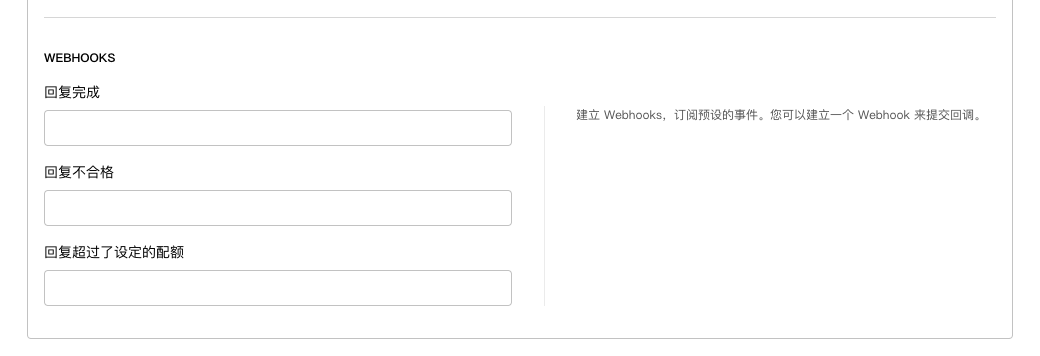 WEBHOOKS
回复完成
建立 Webhooks，订阅预设的事件。您可以建立一个 Webhook 来提交回调。
回复不合格
回复超过了设定的配额